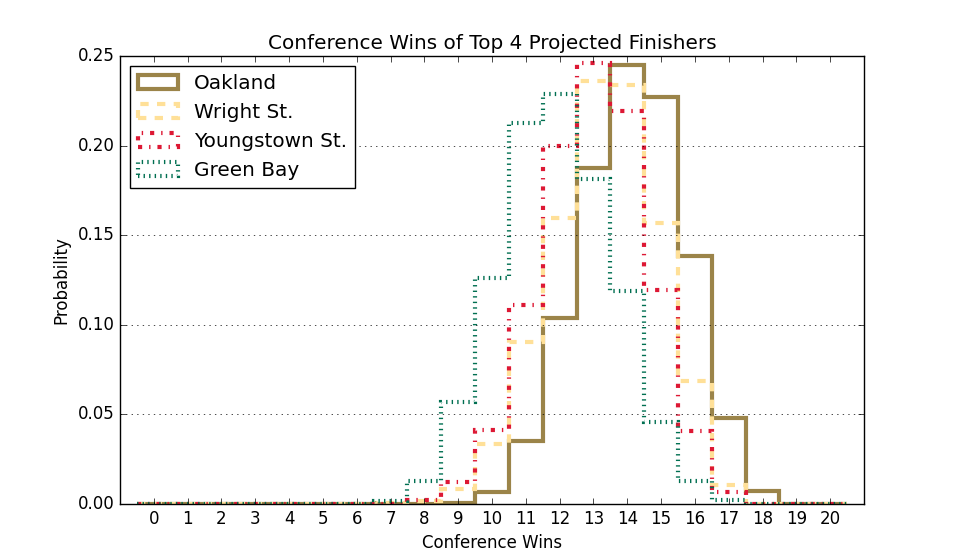 Conference Wins of Top 4 Projected Finishers
Oakland
Wright St.
Youngstown St.
Green Bay
0.25
0.20
0.15
0.10
0.05
0.00
Probability
0 1 2 3 4 5 6 7 8 9 10 11 12 13 14 15 16 17 18 19 20
Conference Wins